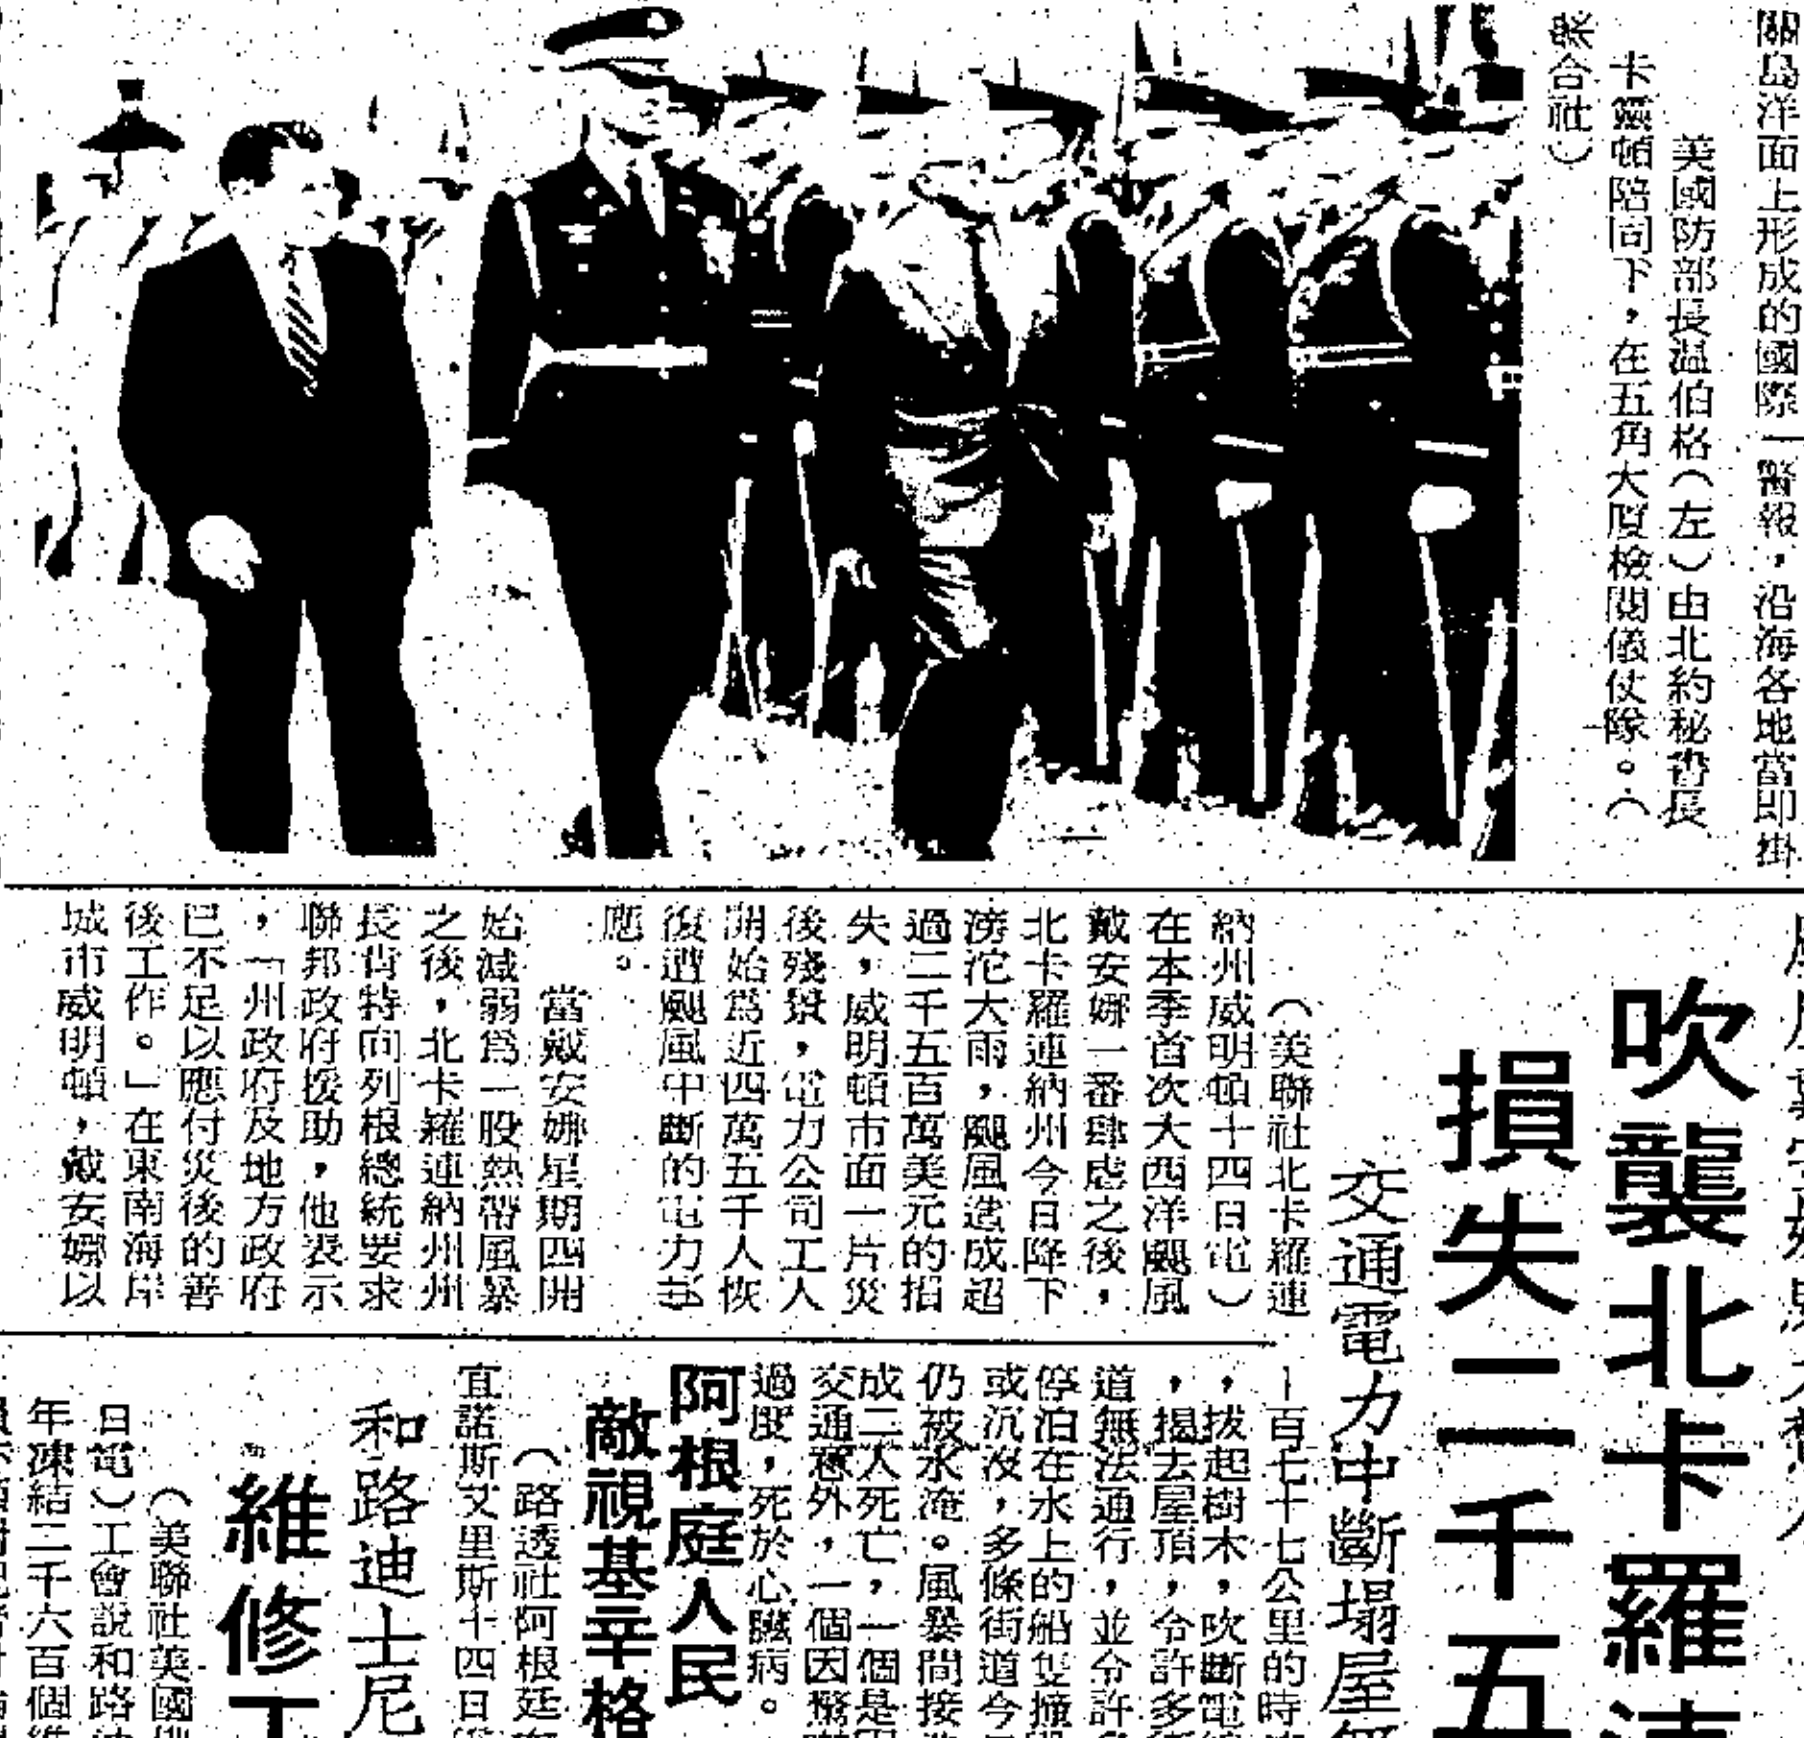 關島洋面上形成的國際一警報，沿海各地當即掛
美國防部長温伯格（左）由北約秘書長
卡靈頓陪同下，在五角大廈檢閱儀仗隊。（
聚合社）
吹襲北卡羅
損失二千五
交通電力中斷塌屋
（美聯社北卡羅連
納州威明頓十四日電）
在本季首次大西洋颶風
戴安娜一番肆虐之後，
北卡羅連納州今日降下
滂沱大雨，颶風造成超
過二千五百萬美元的損
失，威明頓市面一片災
後殘景，電力公司工人
開始為近四萬五千人恢
復遭颶風中斷的電力
應。
當戴安娜星期四開
始減弱為一股熱帶風暴
之後，北卡羅連納州州
長肯特向列根總統要求
聯邦政府援助，他表示
，「州政府及地方政府
已不足以應付災後的善
後工作。」在東南海岸
城市威明頓，戴安娜以
一百七十七公里的時
，拔起樹木，吹斷電
，揭去屋頂，令許多
道無法通行，並令許
停泊在水上的船隻撞
或沉沒，多條街道今
仍被水淹。風暴間接
成二人死亡，一個是
交通意外，一個因
過度，死於心臟病。
阿根庭人民
敵視基辛格
（路透社阿根廷
宜諾斯艾里斯十四日
和路迪士尼
維修工
（美聯社美國
日電）工會說和路
年凍結二千六百個